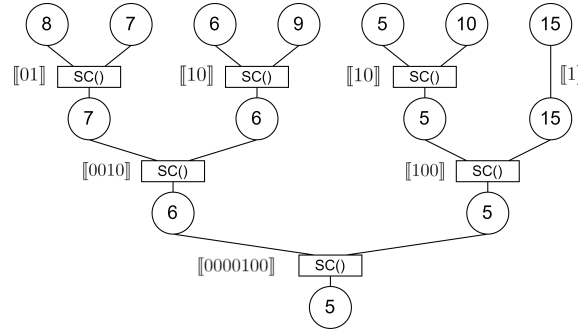 8 7 6 9 5 10 15
⟦01⟧ SC() ⟦10⟧ SC() ⟦10⟧ SC() ⟦1⟧
7 6 5 15
⟦0010⟧ SC() ⟦100⟧ SC()
6 5
⟦0000100⟧ SC()
5